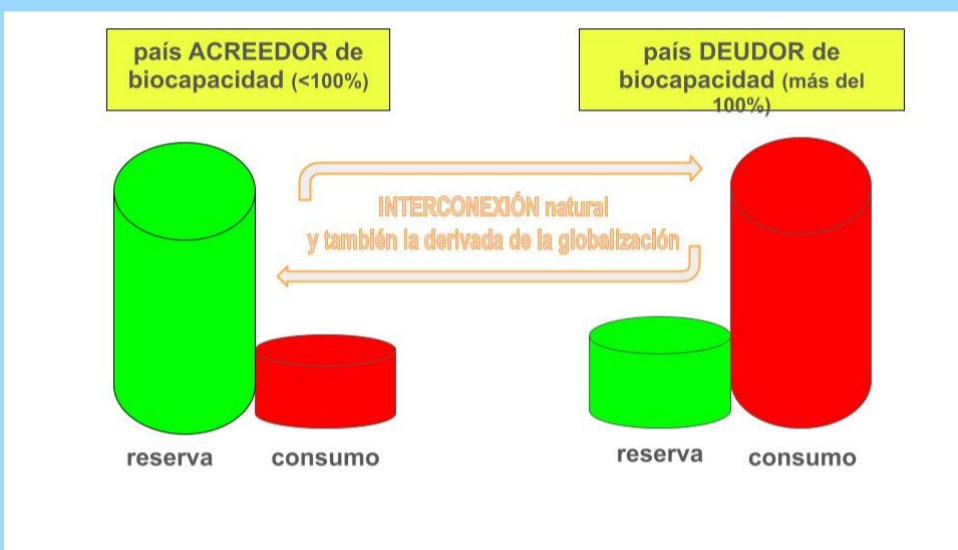 país ACREEDOR de
biocapacidad (<100%)
país DEUDOR de
biocapacidad (más del
100%)
INTERCONEXIÓN natural
y también la derivada de la globalización
reserva
consumo
reserva
consumo